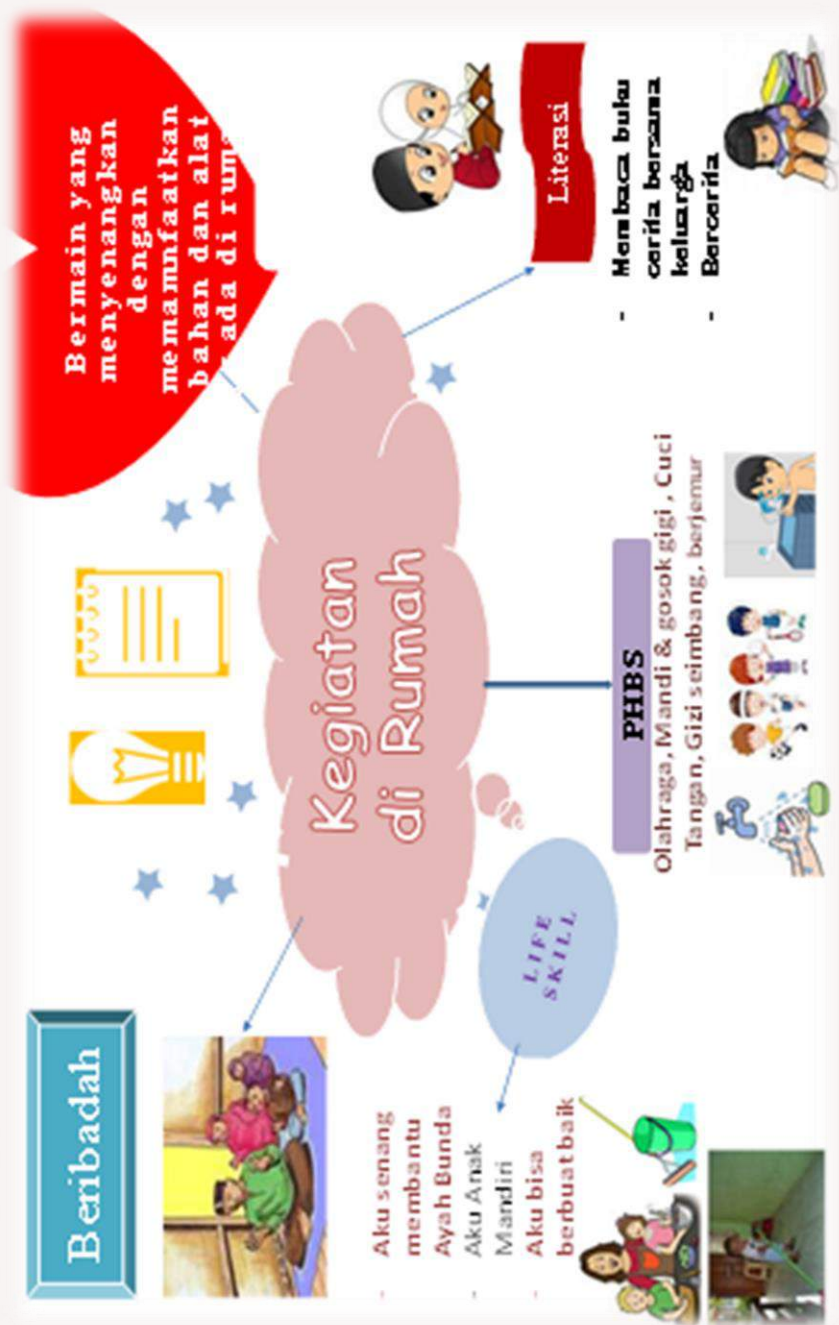 Beribadah
Bermain yang
menyenangkan
dengan
memamnfaatkan
bahan dan alat
ada di ruma
Kegiatan
di Rumah
- Aku senang
membantu
Ayah Bunda
- Aku Anak
Mandiri
- Aku bisa
berbuat baik
LIFE
SKILL
PHBS
Olahraga, Mandi & gosok gigi , Cuci
Tangan, Gizi seimbang, berjemur
Literasi
- Membaca buku
cerita bersama
keluarga
- Bercerita